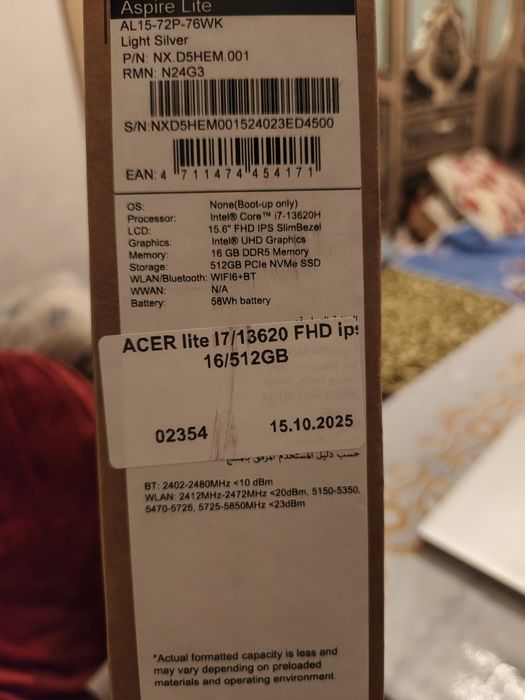 Aspire Lite
AL15-72P-76WK
Light Silver
P/N: NX.D5HEM.001
RMN: N24G3
S/N:NXD5HEM001524023ED4500
EAN: 4 711474 454171
OS: None(Boot-up only)
Processor: Intel® Core™ i7-13620H
LCD: 15.6" FHD IPS SlimBezel
Graphics: Intel® UHD Graphics
Memory: 16 GB DDR5 Memory
Storage: 512GB PCIe NVMe SSD
WLAN/Bluetooth: WIFI6+BT
WWAN: N/A
Battery: 58Wh battery
ACER lite I7/13620 FHD ips
16/512GB
02354 15.10.2025
حسب دليل المستخدم المرفق بالمنتج
BT: 2402-2480MHz <10 dBm
WLAN: 2412MHz-2472MHz <20dBm, 5150-5350,
5470-5725, 5725-5850MHz <23dBm
*Actual formatted capacity is less and
may vary depending on preloaded
materials and operating environment